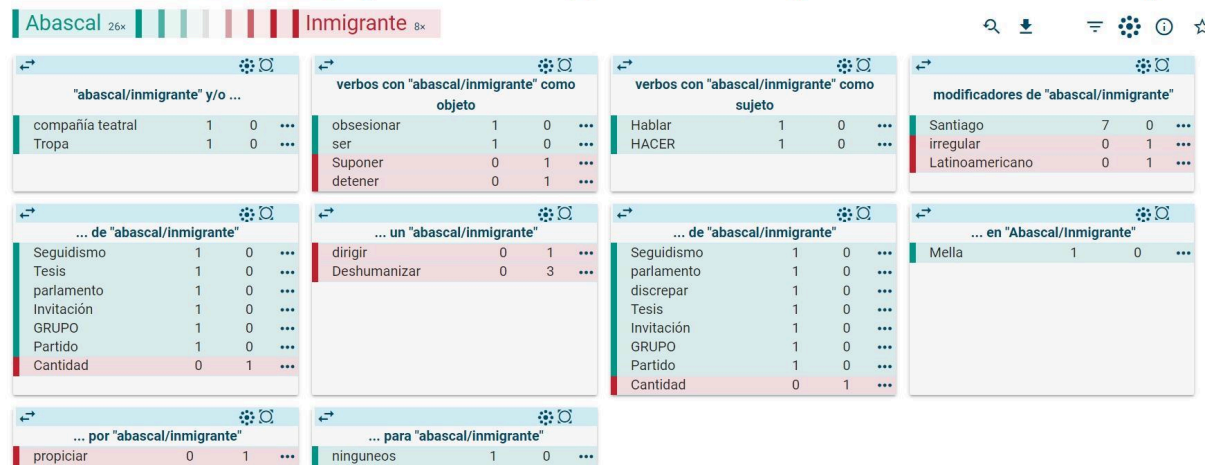 Abascal 26× Inmigrante 8×
"abascal/inmigrante" y/o ...
compañía teatral 1 0
Tropa 1 0
verbos con "abascal/inmigrante" como
objeto
obsesionar 1 0
ser 1 0
Suponer 0 1
detener 0 1
verbos con "abascal/inmigrante" como
sujeto
Hablar 1 0
HACER 1 0
modificadores de "abascal/inmigrante"
Santiago 7 0
irregular 0 1
Latinoamericano 0 1
... de "abascal/inmigrante"
Seguidismo 1 0
Tesis 1 0
parlamento 1 0
Invitación 1 0
GRUPO 1 0
Partido 1 0
Cantidad 0 1
... un "abascal/inmigrante"
dirigir 0 1
Deshumanizar 0 3
... de "abascal/inmigrante"
Seguidismo 1 0
parlamento 1 0
discrepar 1 0
Tesis 1 0
Invitación 1 0
GRUPO 1 0
Partido 1 0
Cantidad 0 1
... en "Abascal/Inmigrante"
Mella 1 0
... por "abascal/inmigrante"
propiciar 0 1
... para "abascal/inmigrante"
ninguneos 1 0